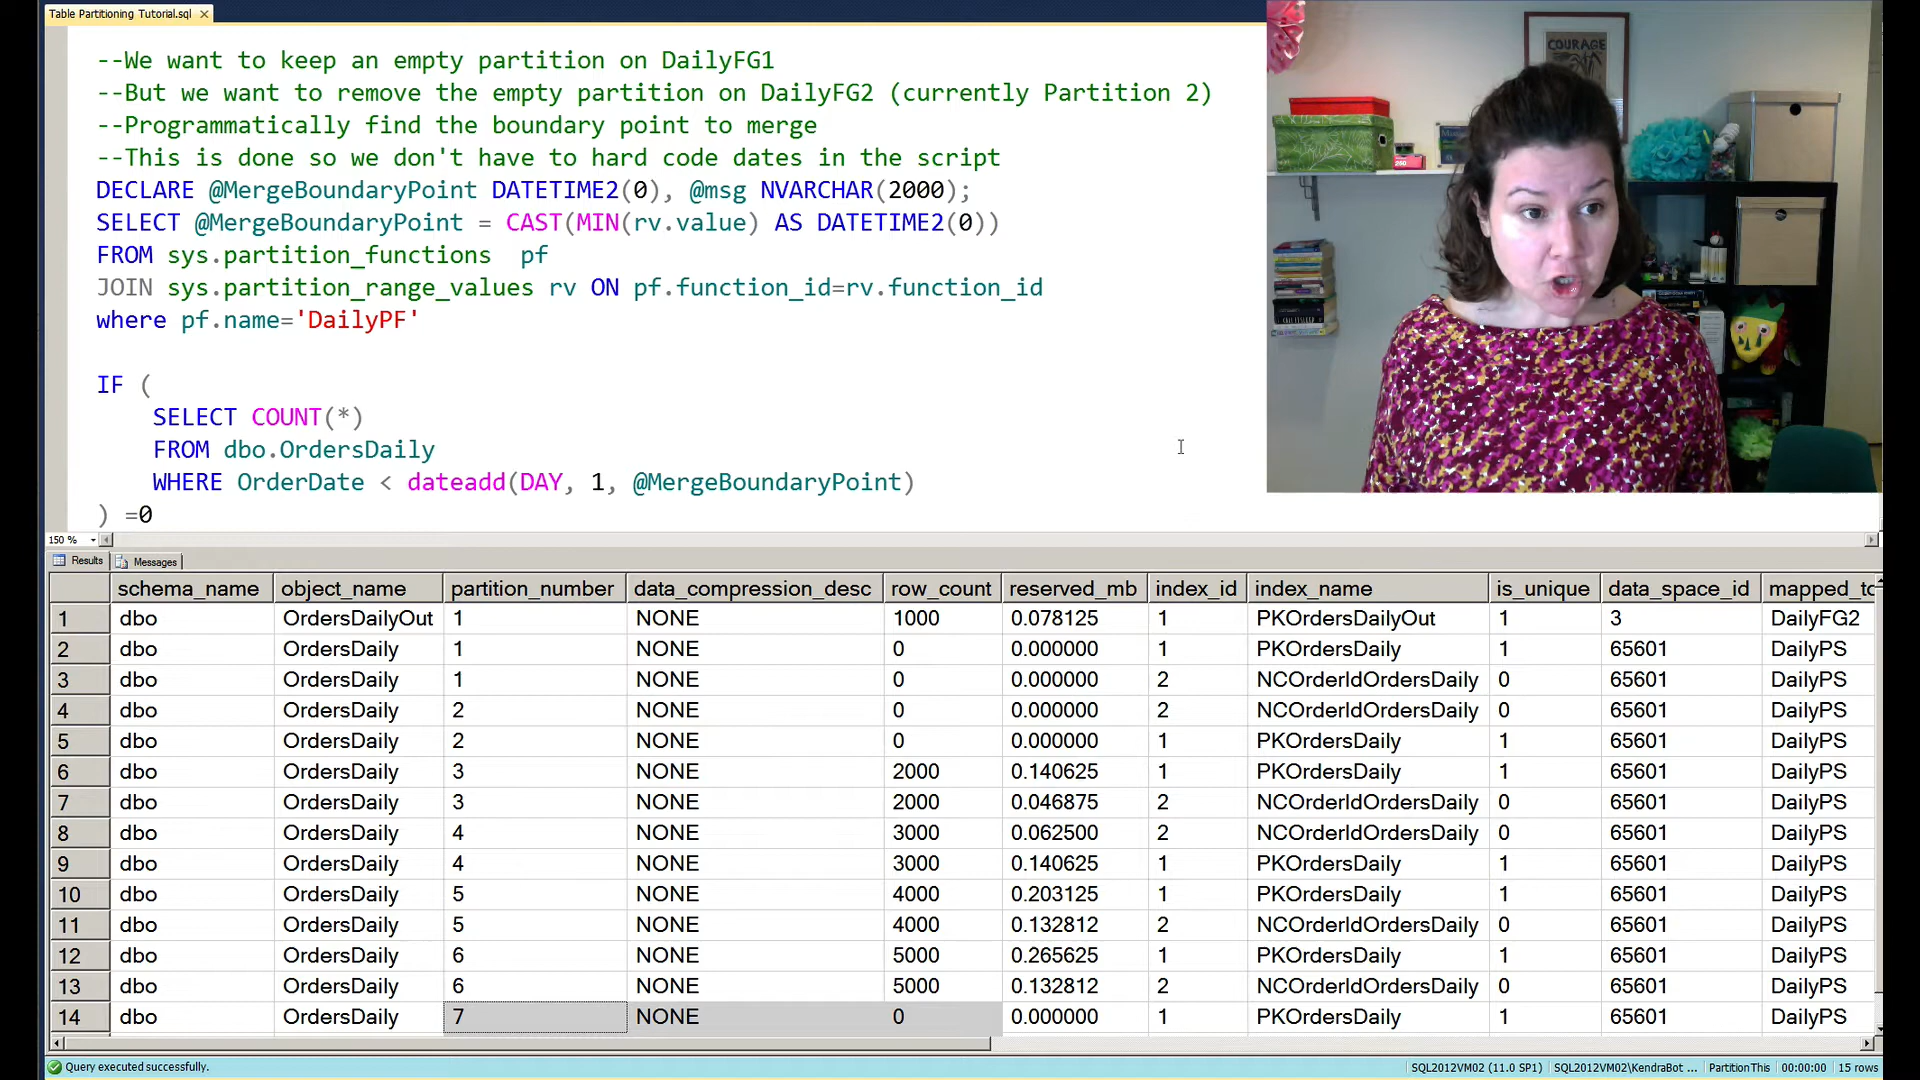 Table Partitioning Tutorial.sql ×
--We want to keep an empty partition on DailyFG1
--But we want to remove the empty partition on DailyFG2 (currently Partition 2)
--Programmatically find the boundary point to merge
--This is done so we don't have to hard code dates in the script
DECLARE @MergeBoundaryPoint DATETIME2(0), @msg NVARCHAR(2000);
SELECT @MergeBoundaryPoint = CAST(MIN(rv.value) AS DATETIME2(0))
FROM sys.partition_functions  pf
JOIN sys.partition_range_values rv ON pf.function_id=rv.function_id
where pf.name='DailyPF'
IF (
SELECT COUNT(*)
FROM dbo.OrdersDaily
WHERE OrderDate < dateadd(DAY, 1, @MergeBoundaryPoint)
) =0
COURAGE
150 %
Results Messages
schema_name object_name partition_number data_compression_desc row_count reserved_mb index_id index_name is_unique data_space_id mapped_to
1 dbo OrdersDailyOut 1 NONE 1000 0.078125 1 PKOrdersDailyOut 1 3 DailyFG2
2 dbo OrdersDaily 1 NONE 0 0.000000 1 PKOrdersDaily 1 65601 DailyPS
3 dbo OrdersDaily 1 NONE 0 0.000000 2 NCOrderIdOrdersDaily 0 65601 DailyPS
4 dbo OrdersDaily 2 NONE 0 0.000000 2 NCOrderIdOrdersDaily 0 65601 DailyPS
5 dbo OrdersDaily 2 NONE 0 0.000000 1 PKOrdersDaily 1 65601 DailyPS
6 dbo OrdersDaily 3 NONE 2000 0.140625 1 PKOrdersDaily 1 65601 DailyPS
7 dbo OrdersDaily 3 NONE 2000 0.046875 2 NCOrderIdOrdersDaily 0 65601 DailyPS
8 dbo OrdersDaily 4 NONE 3000 0.062500 2 NCOrderIdOrdersDaily 0 65601 DailyPS
9 dbo OrdersDaily 4 NONE 3000 0.140625 1 PKOrdersDaily 1 65601 DailyPS
10 dbo OrdersDaily 5 NONE 4000 0.203125 1 PKOrdersDaily 1 65601 DailyPS
11 dbo OrdersDaily 5 NONE 4000 0.132812 2 NCOrderIdOrdersDaily 0 65601 DailyPS
12 dbo OrdersDaily 6 NONE 5000 0.265625 1 PKOrdersDaily 1 65601 DailyPS
13 dbo OrdersDaily 6 NONE 5000 0.132812 2 NCOrderIdOrdersDaily 0 65601 DailyPS
14 dbo OrdersDaily 7 NONE 0 0.000000 1 PKOrdersDaily 1 65601 DailyPS
Query executed successfully. SQL2012VM02 (11.0 SP1) SQL2012VM02\KendraBot ... PartitionThis 00:00:00 15 rows